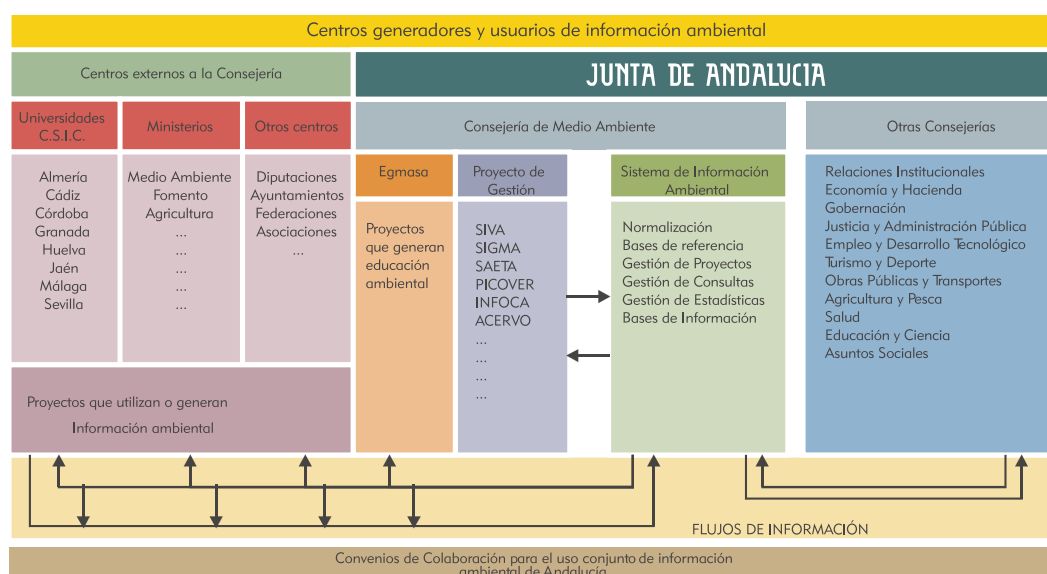 Centros generadores y usuarios de información ambiental
Centros externos a la Consejería
JUNTA DE ANDALUCIA
Universidades
C.S.I.C.
Ministerios
Otros centros
Consejería de Medio Ambiente
Otras Consejerías
Almería
Cádiz
Córdoba
Granada
Huelva
Jaén
Málaga
Sevilla
Medio Ambiente
Fomento
Agricultura
...
...
...
...
...
Diputaciones
Ayuntamientos
Federaciones
Asociaciones
...
Egmasa
Proyectos
que generan
educación
ambiental
Proyecto de
Gestión
SIVA
SIGMA
SAETA
PICOVER
INFOCA
ACERVO
...
...
...
...
Sistema de Información
Ambiental
Normalización
Bases de referencia
Gestión de Proyectos
Gestión de Consultas
Gestión de Estadísticas
Bases de Información
Relaciones Institucionales
Economía y Hacienda
Gobernación
Justicia y Administración Pública
Empleo y Desarrollo Tecnológico
Turismo y Deporte
Obras Públicas y Transportes
Agricultura y Pesca
Salud
Educación y Ciencia
Asuntos Sociales
Proyectos que utilizan o generan
Información ambiental
FLUJOS DE INFORMACIÓN
Convenios de Colaboración para el uso conjunto de información
ambiental de Andalucía